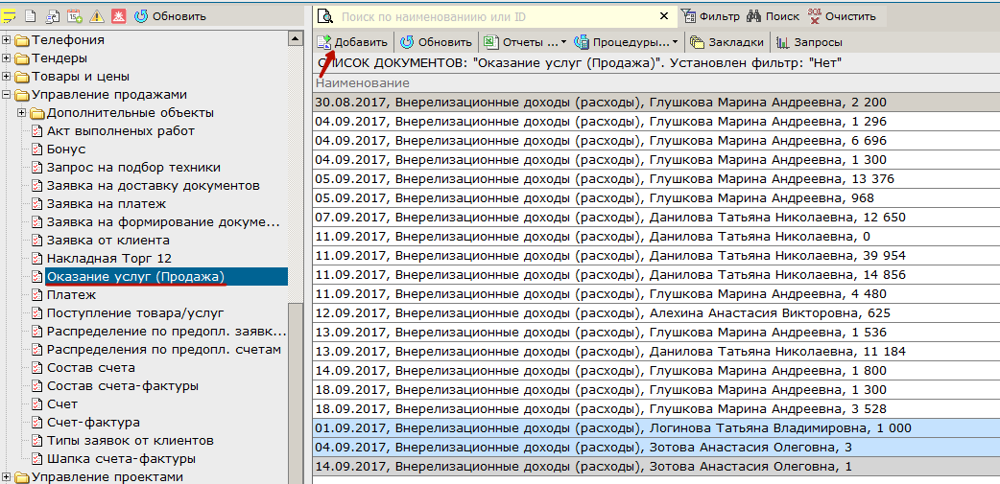 Обновить
Телефония
Тендеры
Товары и цены
Управление продажами
Дополнительные объекты
Акт выполненых работ
Бонус
Запрос на подбор техники
Заявка на доставку документов
Заявка на платеж
Заявка на формирование докуме...
Заявка от клиента
Накладная Торг 12
Оказание услуг (Продажа)
Платеж
Поступление товара/услуг
Распределение по предопл. заявк...
Распределения по предопл. счетам
Состав счета
Состав счета-фактуры
Счет
Счет-фактура
Типы заявок от клиентов
Шапка счета-фактуры
Управление проектами
Поиск по наименованию или ID Фильтр Поиск SQL Очистить
Добавить Обновить Отчеты ... Процедуры... Закладки Запросы
СПИСОК ДОКУМЕНТОВ: "Оказание услуг (Продажа)". Установлен фильтр: "Нет"
Наименование
30.08.2017, Внерелизационные доходы (расходы), Глушкова Марина Андреевна, 2 200
04.09.2017, Внерелизационные доходы (расходы), Глушкова Марина Андреевна, 1 296
04.09.2017, Внерелизационные доходы (расходы), Глушкова Марина Андреевна, 6 696
04.09.2017, Внерелизационные доходы (расходы), Глушкова Марина Андреевна, 1 300
05.09.2017, Внерелизационные доходы (расходы), Глушкова Марина Андреевна, 13 376
05.09.2017, Внерелизационные доходы (расходы), Глушкова Марина Андреевна, 968
07.09.2017, Внерелизационные доходы (расходы), Данилова Татьяна Николаевна, 12 650
11.09.2017, Внерелизационные доходы (расходы), Данилова Татьяна Николаевна, 0
11.09.2017, Внерелизационные доходы (расходы), Данилова Татьяна Николаевна, 39 954
11.09.2017, Внерелизационные доходы (расходы), Данилова Татьяна Николаевна, 14 856
11.09.2017, Внерелизационные доходы (расходы), Глушкова Марина Андреевна, 4 480
12.09.2017, Внерелизационные доходы (расходы), Алехина Анастасия Викторовна, 625
13.09.2017, Внерелизационные доходы (расходы), Глушкова Марина Андреевна, 1 536
13.09.2017, Внерелизационные доходы (расходы), Данилова Татьяна Николаевна, 11 184
14.09.2017, Внерелизационные доходы (расходы), Глушкова Марина Андреевна, 1 800
18.09.2017, Внерелизационные доходы (расходы), Глушкова Марина Андреевна, 1 300
18.09.2017, Внерелизационные доходы (расходы), Глушкова Марина Андреевна, 3 528
01.09.2017, Внерелизационные доходы (расходы), Логинова Татьяна Владимировна, 1 000
04.09.2017, Внерелизационные доходы (расходы), Зотова Анастасия Олеговна, 3
14.09.2017, Внерелизационные доходы (расходы), Зотова Анастасия Олеговна, 1